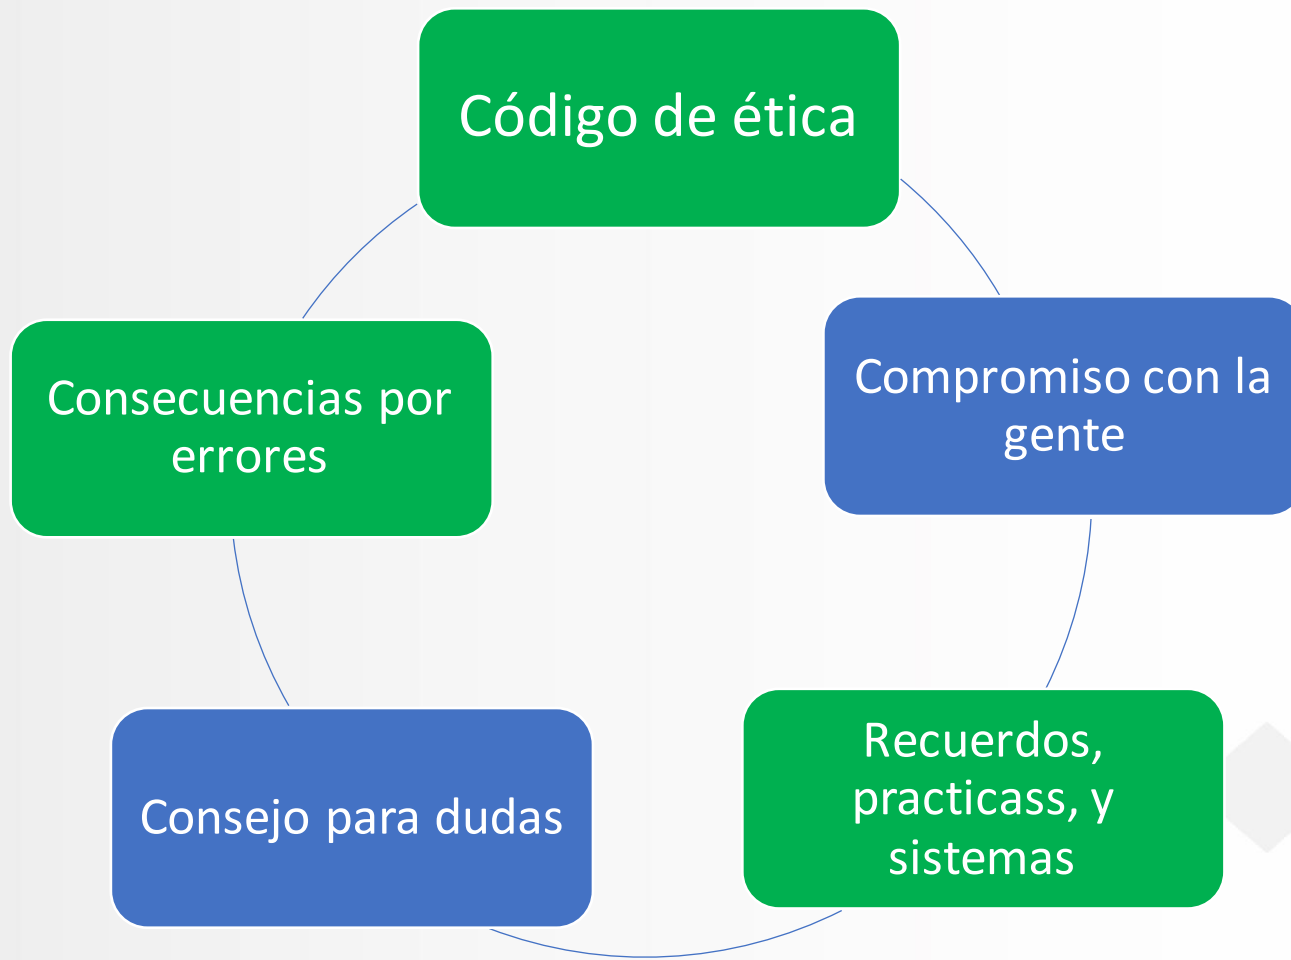 Código de ética
Compromiso con la
gente
Recuerdos,
practicass, y
sistemas
Consejo para dudas
Consecuencias por
errores